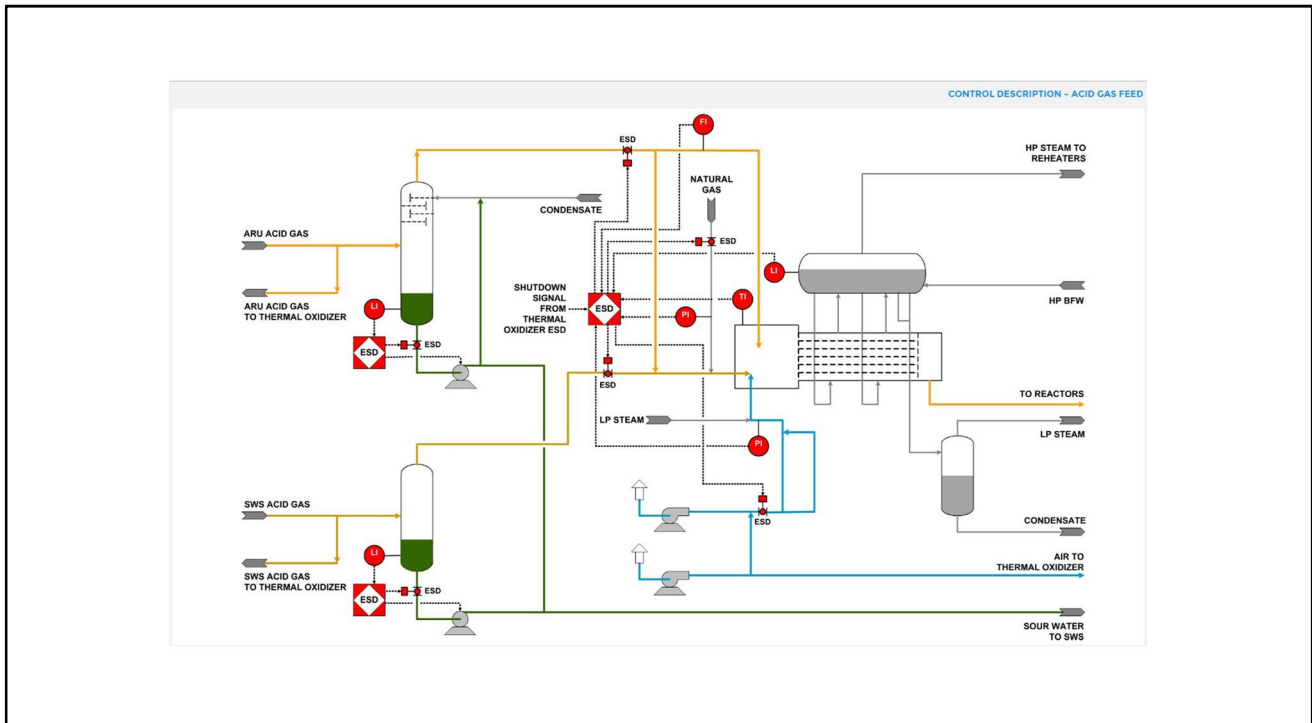 CONTROL DESCRIPTION - ACID GAS FEED
FI
ESD
HP STEAM TO
REHEATERS
NATURAL
GAS
CONDENSATE
ARU ACID GAS
ESD
LI
HP BFW
ARU ACID GAS
TO THERMAL OXIDIZER
SHUTDOWN
SIGNAL
FROM
THERMAL
OXIDIZER ESD
ESD
TI
PI
LI
ESD
ESD
ESD
TO REACTORS
LP STEAM
LP STEAM
PI
SWS ACID GAS
ESD
CONDENSATE
LI
AIR TO
THERMAL OXIDIZER
SWS ACID GAS
TO THERMAL OXIDIZER
ESD
ESD
SOUR WATER
TO SWS